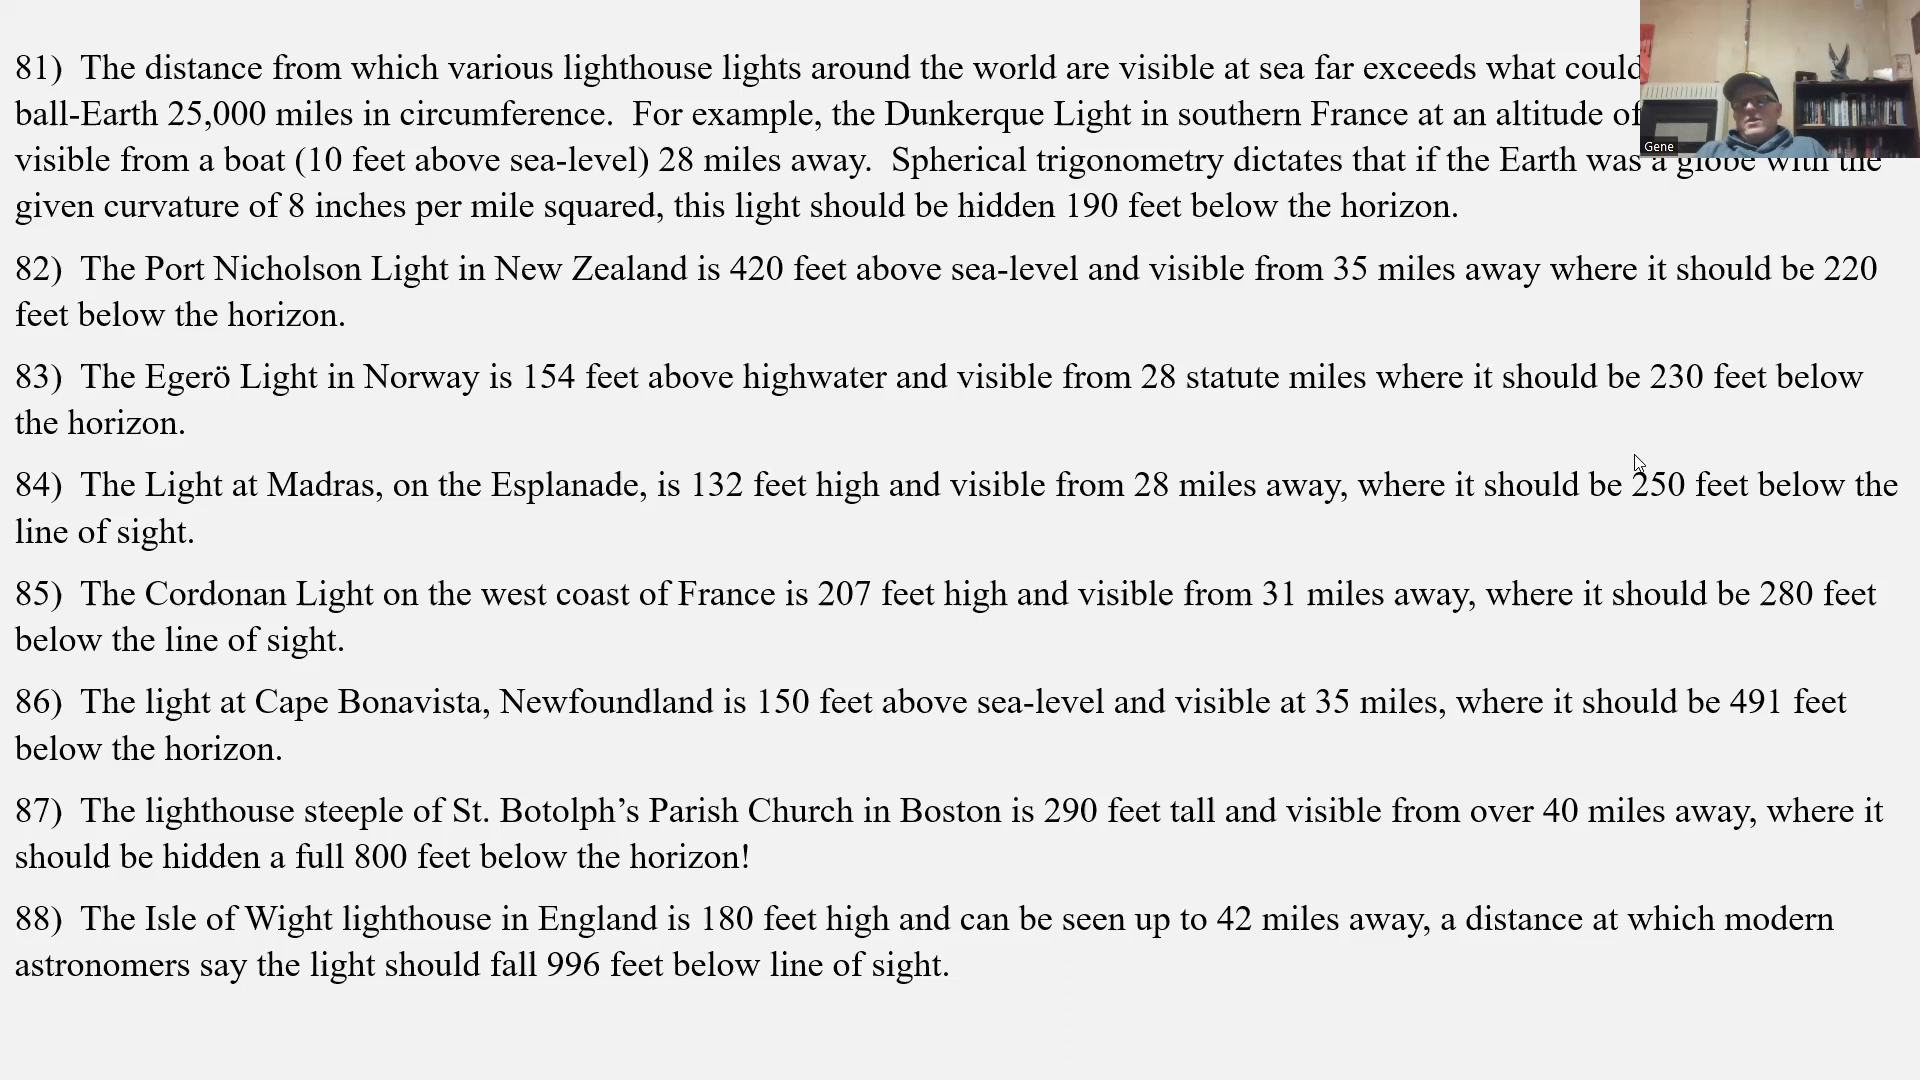 81)  The distance from which various lighthouse lights around the world are visible at sea far exceeds what could
ball-Earth 25,000 miles in circumference.  For example, the Dunkerque Light in southern France at an altitude of
visible from a boat (10 feet above sea-level) 28 miles away.  Spherical trigonometry dictates that if the Earth was a globe with the
given curvature of 8 inches per mile squared, this light should be hidden 190 feet below the horizon.
82)  The Port Nicholson Light in New Zealand is 420 feet above sea-level and visible from 35 miles away where it should be 220
feet below the horizon.
83)  The Egerö Light in Norway is 154 feet above highwater and visible from 28 statute miles where it should be 230 feet below
the horizon.
84)  The Light at Madras, on the Esplanade, is 132 feet high and visible from 28 miles away, where it should be 250 feet below the
line of sight.
85)  The Cordonan Light on the west coast of France is 207 feet high and visible from 31 miles away, where it should be 280 feet
below the line of sight.
86)  The light at Cape Bonavista, Newfoundland is 150 feet above sea-level and visible at 35 miles, where it should be 491 feet
below the horizon.
87)  The lighthouse steeple of St. Botolph’s Parish Church in Boston is 290 feet tall and visible from over 40 miles away, where it
should be hidden a full 800 feet below the horizon!
88)  The Isle of Wight lighthouse in England is 180 feet high and can be seen up to 42 miles away, a distance at which modern
astronomers say the light should fall 996 feet below line of sight.
Gene